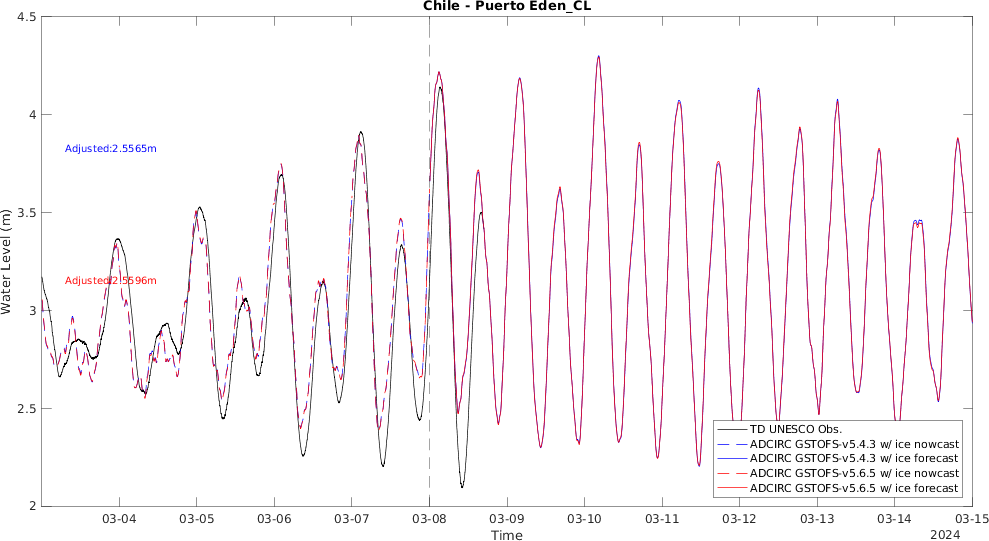 Chile - Puerto Eden_CL
4.5
4
3.5
3
2.5
2
Water Level (m)
Adjusted:2.5565m
Adjusted:2.5596m
TD UNESCO Obs.
ADCIRC GSTOFS-v5.4.3 w/ ice nowcast
ADCIRC GSTOFS-v5.4.3 w/ ice forecast
ADCIRC GSTOFS-v5.6.5 w/ ice nowcast
ADCIRC GSTOFS-v5.6.5 w/ ice forecast
03-04 03-05 03-06 03-07 03-08 03-09 03-10 03-11 03-12 03-13 03-14 03-15
Time
2024